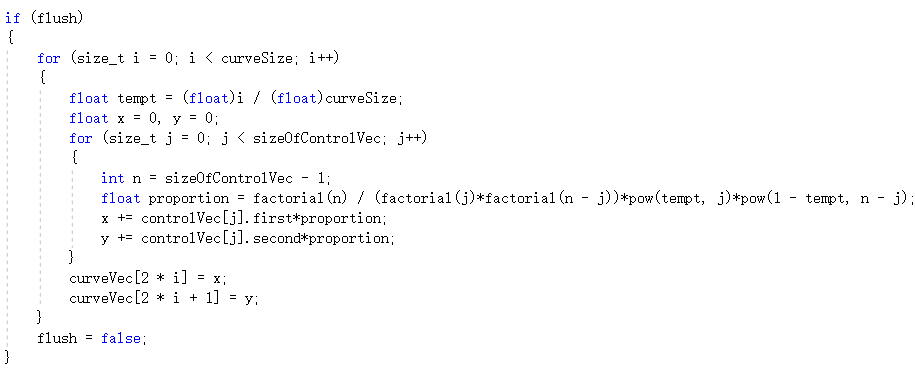 if (flush)
{
    for (size_t i = 0; i < curveSize; i++)
    {
        float tempt = (float)i / (float)curveSize;
        float x = 0, y = 0;
        for (size_t j = 0; j < sizeOfControlVec; j++)
        {
            int n = sizeOfControlVec - 1;
            float proportion = factorial(n) / (factorial(j)*factorial(n - j))*pow(tempt, j)*pow(1 - tempt, n - j);
            x += controlVec[j].first*proportion;
            y += controlVec[j].second*proportion;
        }
        curveVec[2 * i] = x;
        curveVec[2 * i + 1] = y;
    }
    flush = false;
}